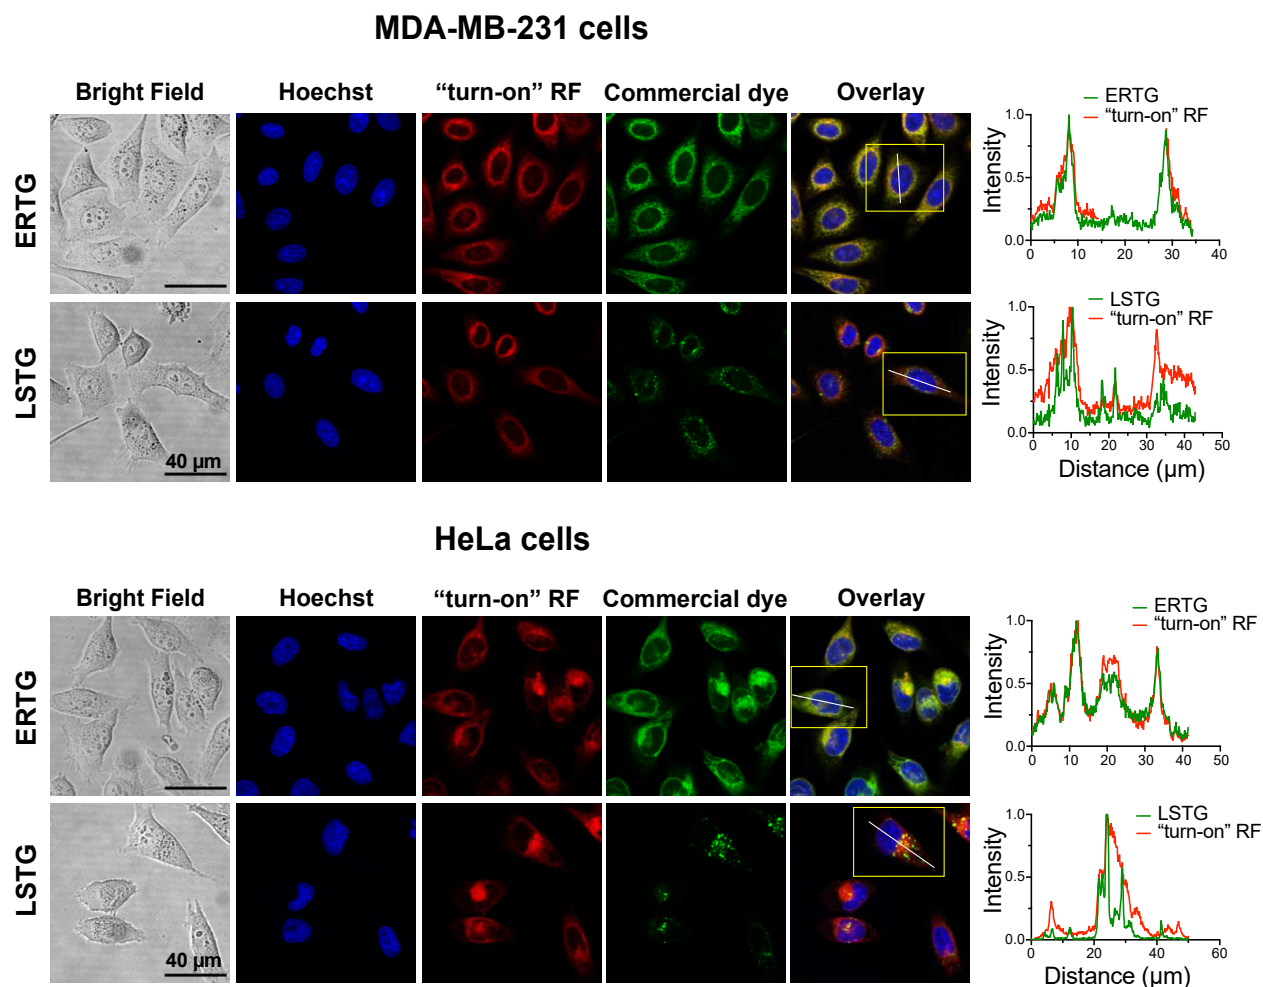 MDA-MB-231 cells
Bright Field Hoechst “turn-on” RF Commercial dye Overlay
ERTG
ERTG
“turn-on” RF
Intensity
1.0
0.5
0.0
0 10 20 30 40
LSTG
40 µm
LSTG
“turn-on” RF
Intensity
1.0
0.5
0.0
0 10 20 30 40 50
Distance (µm)
HeLa cells
Bright Field Hoechst “turn-on” RF Commercial dye Overlay
ERTG
ERTG
“turn-on” RF
Intensity
1.0
0.5
0.0
0 10 20 30 40 50
LSTG
40 µm
LSTG
“turn-on” RF
Intensity
1.0
0.5
0.0
0 20 40 60
Distance (µm)